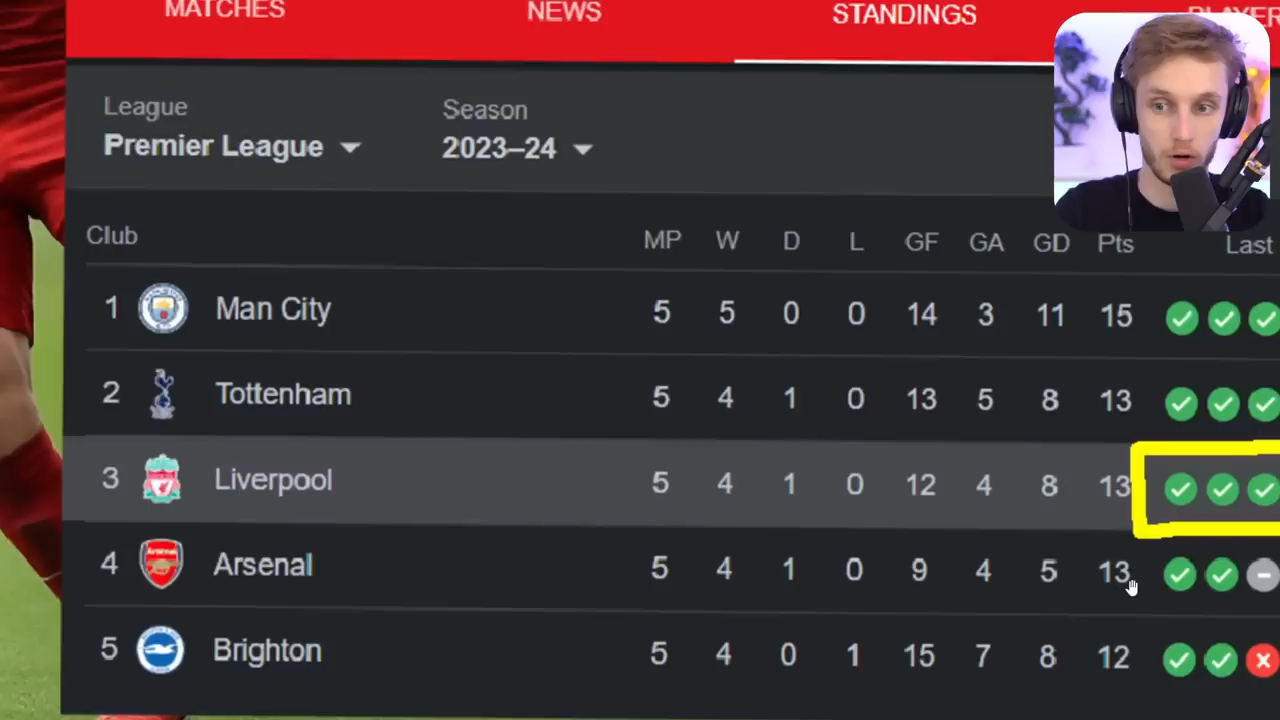 MATCHES NEWS STANDINGS PLAYER
League Season
Premier League 2023–24
Club MP W D L GF GA GD Pts Last
1 Man City 5 5 0 0 14 3 11 15
2 Tottenham 5 4 1 0 13 5 8 13
3 Liverpool 5 4 1 0 12 4 8 13
4 Arsenal Arsenal 5 4 1 0 9 4 5 13
5 Brighton 5 4 0 1 15 7 8 12